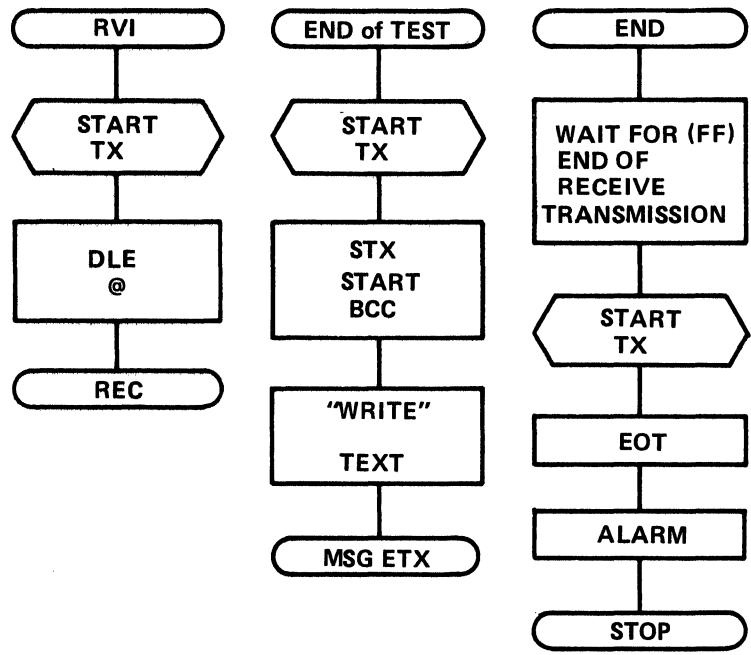 RVI
START
TX
DLE
@
REC
END of TEST
START
TX
STX
START
BCC
“WRITE”
TEXT
MSG ETX
END
WAIT FOR (FF)
END OF
RECEIVE
TRANSMISSION
START
TX
EOT
ALARM
STOP